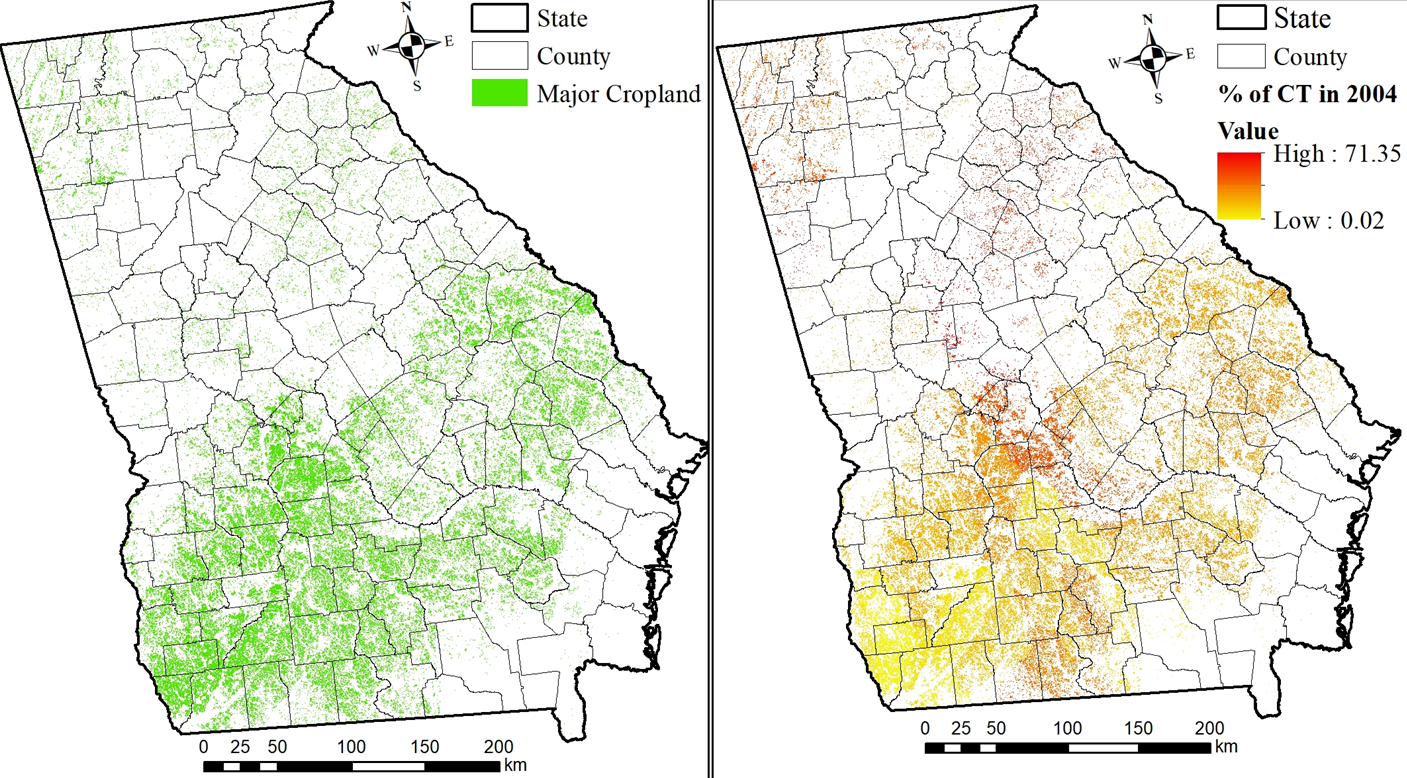 N
W E
S
State
County
Major Cropland
0 25 50 100 150 200
km
N
W E
S
State
County
% of CT in 2004
Value
High : 71.35
Low : 0.02
0 25 50 100 150 200
km